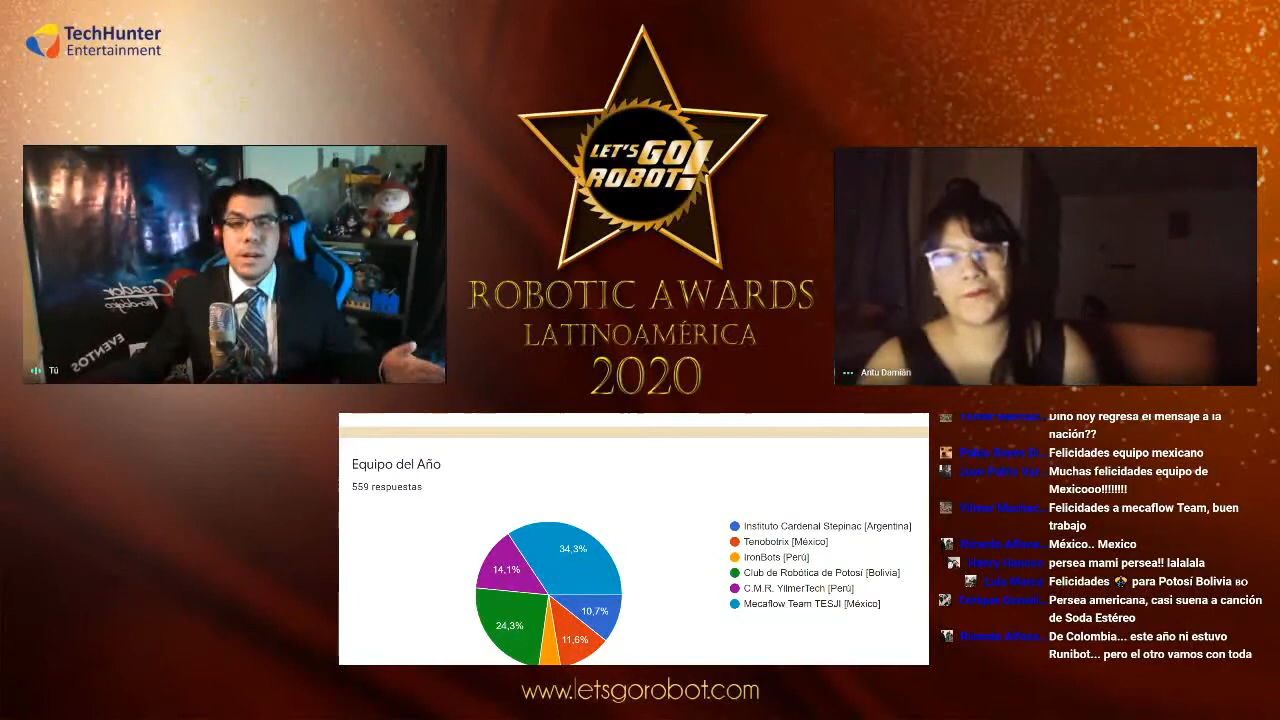 TechHunter
Entertainment
LET'S GO!
ROBOT
ROBOTIC AWARDS
LATINOAMÉRICA
2020
EVENTOS
Tú
Antu Damián
Equipo del Año
559 respuestas
34,3%
14,1%
10,7%
24,3%
11,6%
Instituto Cardenal Stepinac [Argentina]
Tenobotrix [México]
IronBots [Perú]
Club de Robótica de Potosí [Bolivia]
C.M.R. YilmerTech [Perú]
Mecaflow Team TESJI [México]
Dino hoy regresa el mensaje a la
nación??
Felicidades equipo mexicano
Muchas felicidades equipo de
Mexicooo!!!!!!!!
Felicidades a mecaflow Team, buen
trabajo
México.. Mexico
persea mami persea!! lalalala
Felicidades para Potosí Bolivia BO
Persea americana, casi suena a canción
de Soda Estéreo
De Colombia... este año ni estuvo
Runibot... pero el otro vamos con toda
www.letsgorobot.com